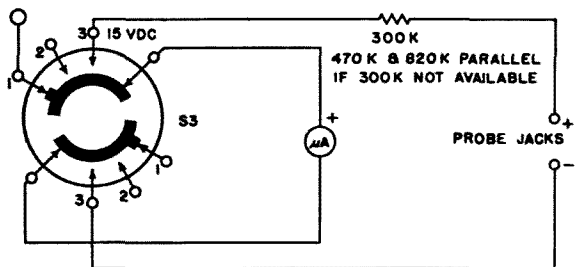 3 15 VDC
300K
470K & 820K PARALLEL
IF 300K NOT AVAILABLE
2
1
S3
+
μA
+
PROBE JACKS
-
1
2
3